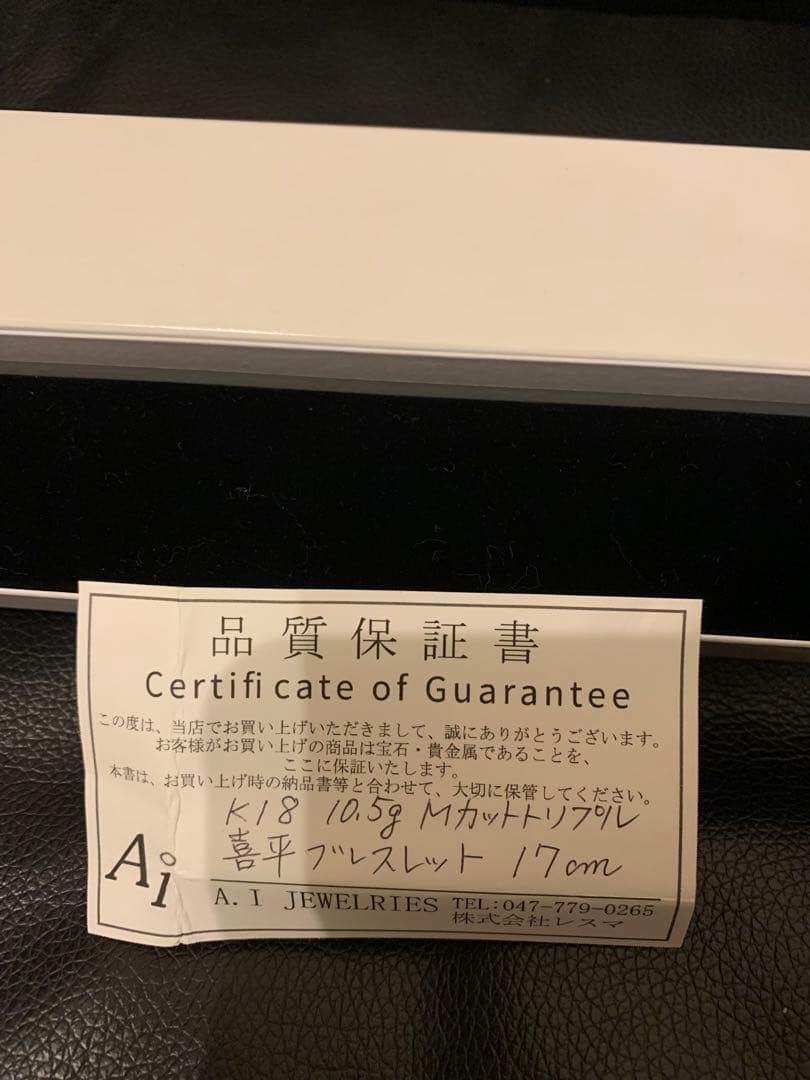 品質保証書
Certificate of Guarantee
この度は、当店でお買い上げいただきまして、誠にありがとうございます。
お客様がお買い上げの商品は宝石・貴金属であることを、
ここに保証いたします。
本書は、お買い上げ時の納品書等と合わせて、大切に保管してください。
K18 10.5g Mカットトリプル
喜平ブレスレット 17cm
Ai
A.I JEWELRIES TEL:047-779-0265
株式会社レスマ